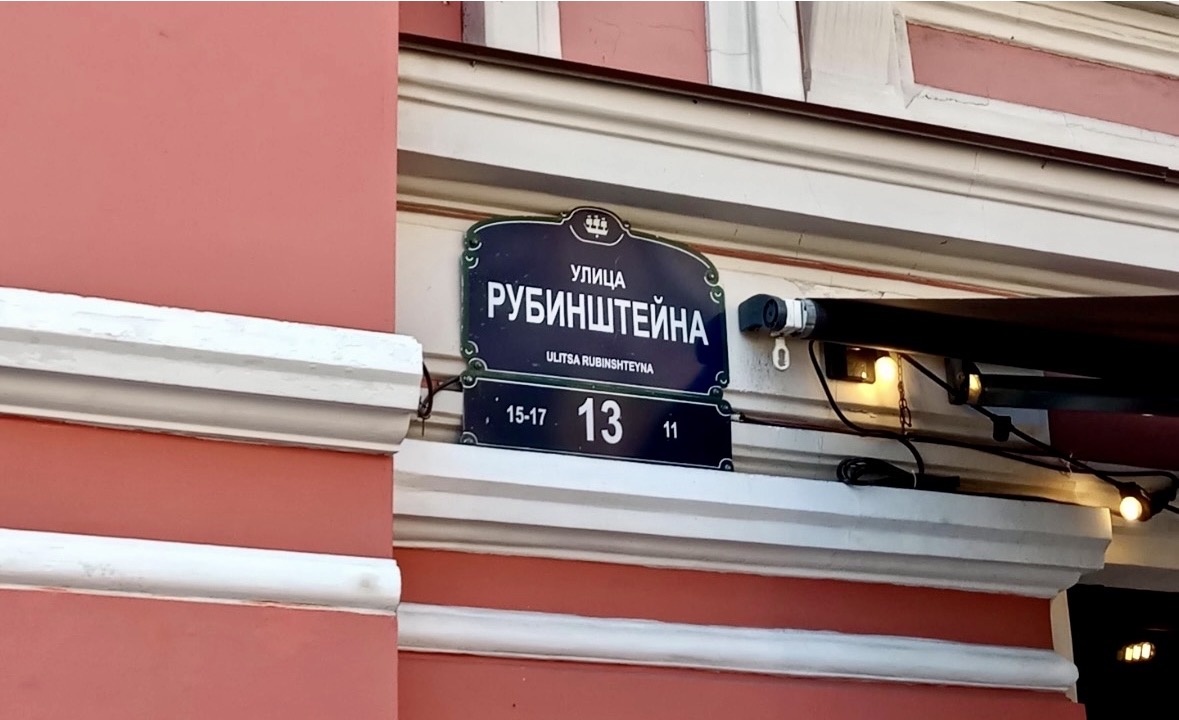 УЛИЦА
РУБИНШТЕЙНА
ULITSA RUBINSHTEYNA
15-17 13 11